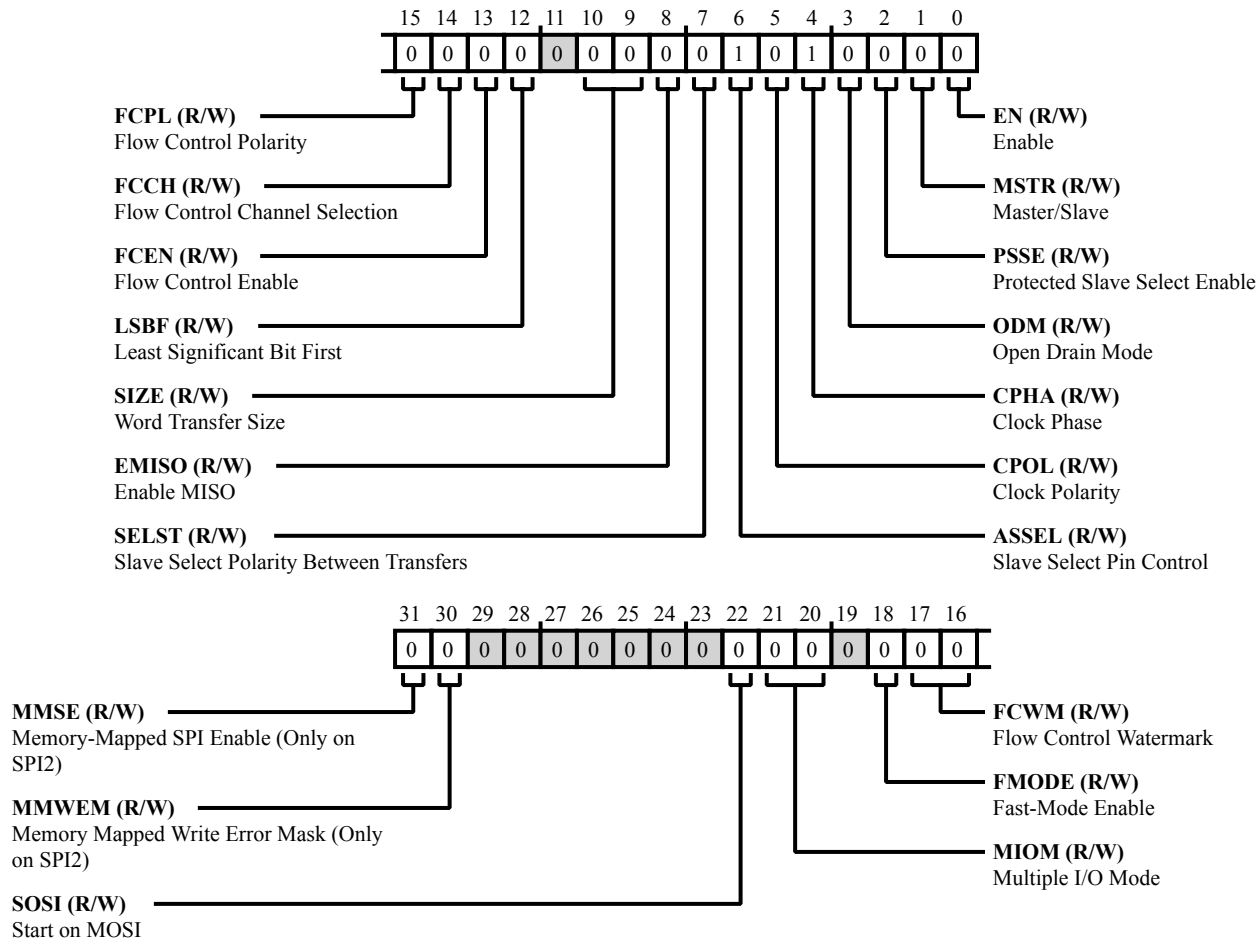 15 14 13 12 11 10 9 8 7 6 5 4 3 2 1 0
0 0 0 0 0 0 0 0 0 1 0 1 0 0 0 0
FCPL (R/W)
Flow Control Polarity
FCCH (R/W)
Flow Control Channel Selection
FCEN (R/W)
Flow Control Enable
LSBF (R/W)
Least Significant Bit First
SIZE (R/W)
Word Transfer Size
EMISO (R/W)
Enable MISO
SELST (R/W)
Slave Select Polarity Between Transfers
EN (R/W)
Enable
MSTR (R/W)
Master/Slave
PSSE (R/W)
Protected Slave Select Enable
ODM (R/W)
Open Drain Mode
CPHA (R/W)
Clock Phase
CPOL (R/W)
Clock Polarity
ASSEL (R/W)
Slave Select Pin Control
31 30 29 28 27 26 25 24 23 22 21 20 19 18 17 16
0 0 0 0 0 0 0 0 0 0 0 0 0 0 0 0
MMSE (R/W)
Memory-Mapped SPI Enable (Only on
SPI2)
MMWEM (R/W)
Memory Mapped Write Error Mask (Only
on SPI2)
SOSI (R/W)
Start on MOSI
FCWM (R/W)
Flow Control Watermark
FMODE (R/W)
Fast-Mode Enable
MIOM (R/W)
Multiple I/O Mode